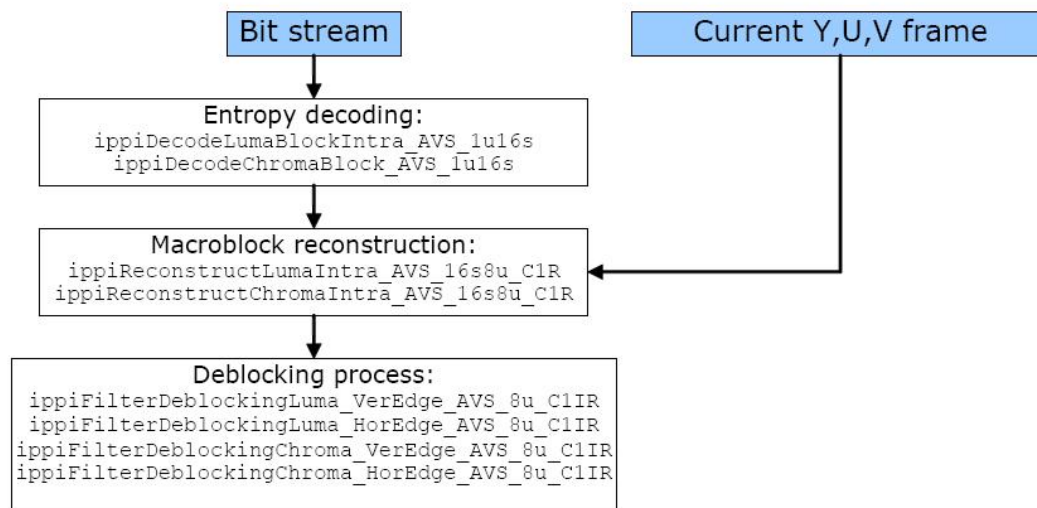 Bit stream
Current Y,U,V frame
Entropy decoding:
ippiDecodeLumaBlockIntra_AVS_1u16s
ippiDecodeChromaBlock_AVS_1u16s
Macroblock reconstruction:
ippiReconstructLumaIntra_AVS_16s8u_C1R
ippiReconstructChromaIntra_AVS_16s8u_C1R
Deblocking process:
ippiFilterDeblockingLuma_VerEdge_AVS_8u_C1IR
ippiFilterDeblockingLuma_HorEdge_AVS_8u_C1IR
ippiFilterDeblockingChroma_VerEdge_AVS_8u_C1IR
ippiFilterDeblockingChroma_HorEdge_AVS_8u_C1IR